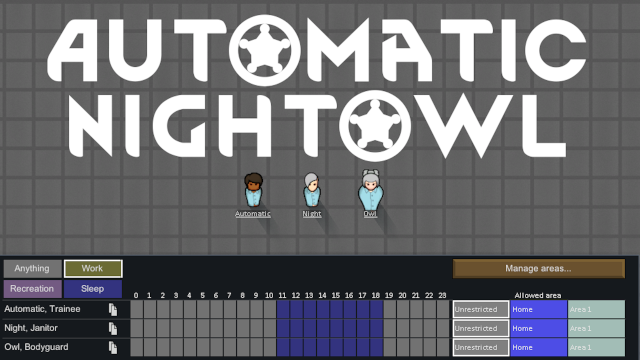 AUTOMATIC
NIGHTOWL
Automatic Night Owl
Anything Work Manage areas...
Recreation Sleep
0 1 2 3 4 5 6 7 8 9 10 11 12 13 14 15 16 17 18 19 20 21 22 23 Allowed area
Automatic, Trainee Unrestricted Home Area 1
Night, Janitor Unrestricted Home Area 1
Owl, Bodyguard Unrestricted Home Area 1